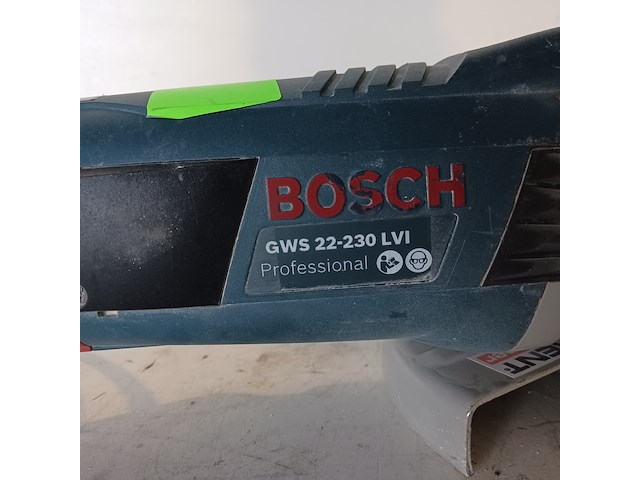 BOSCH
GWS 22-230 LVI
Professional